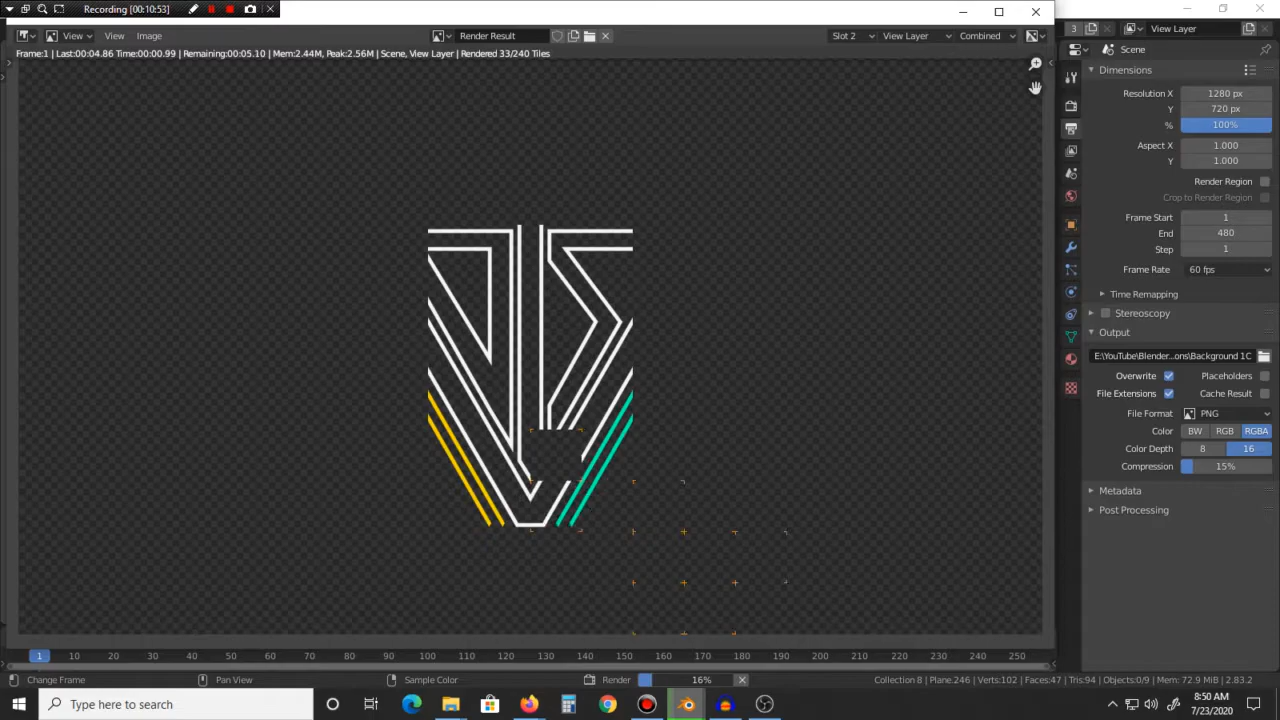 Recording [00:10:53]
View
View
Image
Render Result
Slot 2
View Layer
Combined
Frame:1 | Last:00:04.86 Time:00:00.99 | Remaining:00:05.10 | Mem:2.44M, Peak:2.56M | Scene, View Layer | Rendered 33/240 Tiles
3
View Layer
Scene
Dimensions
Resolution X 1280 px
Y 720 px
% 100%
Aspect X 1.000
Y 1.000
Render Region
Crop to Render Region
Frame Start 1
End 480
Step 1
Frame Rate 60 fps
Time Remapping
Stereoscopy
Output
E:\YouTube\Blender...ons\Background 1C
Overwrite Placeholders
File Extensions Cache Result
File Format PNG
Color BW RGB RGBA
Color Depth 8 16
Compression 15%
Metadata
Post Processing
1 10 20 30 40 50 60 70 80 90 100 110 120 130 140 150 160 170 180 190 200 210 220 230 240 250
Change Frame Pan View Sample Color Render 16% Collection 8 | Plane.246 | Verts:102 | Faces:47 | Tris:94 | Objects:0/9 | Mem: 72.9 MiB | 2.83.2
Type here to search
8:50 AM
7/23/2020